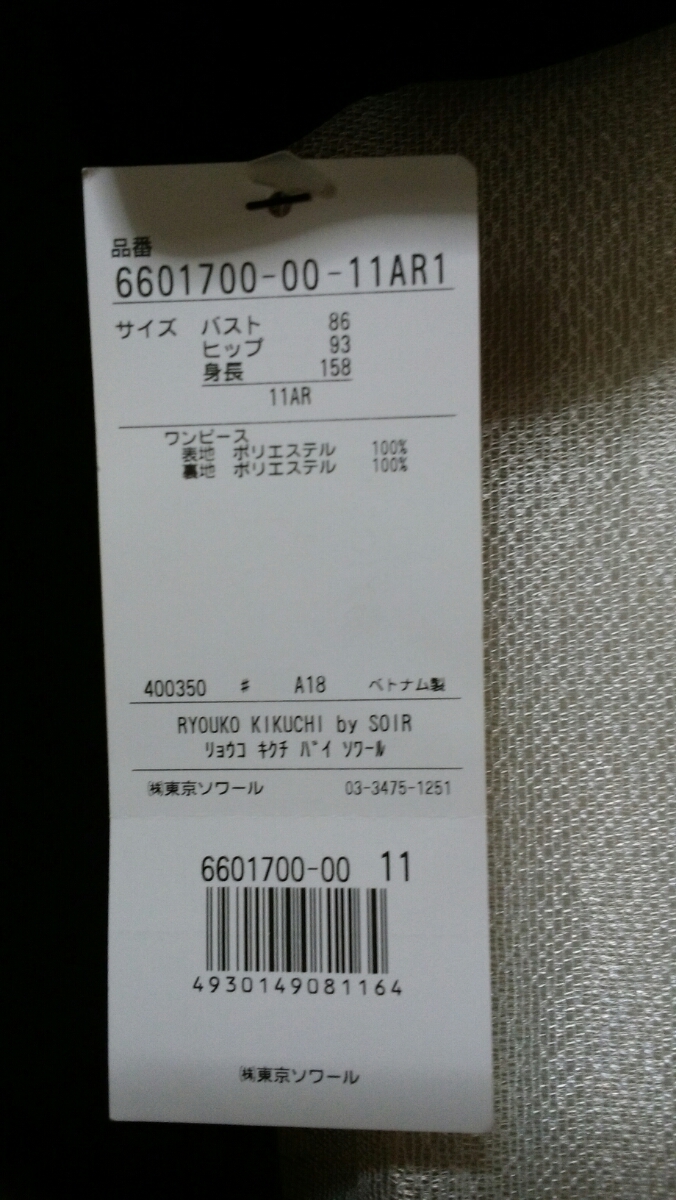 品番
6601700-00-11AR1
サイズ バスト 86
ヒップ 93
身長 158
11AR
ワンピース
表地 ポリエステル 100%
裏地 ポリエステル 100%
400350 # A18 ベトナム製
RYOUKO KIKUCHI by SOIR
リョウコ キクチ バイ ソワール
㈱東京ソワール 03-3475-1251
6601700-00 11
4930149081164
㈱東京ソワール